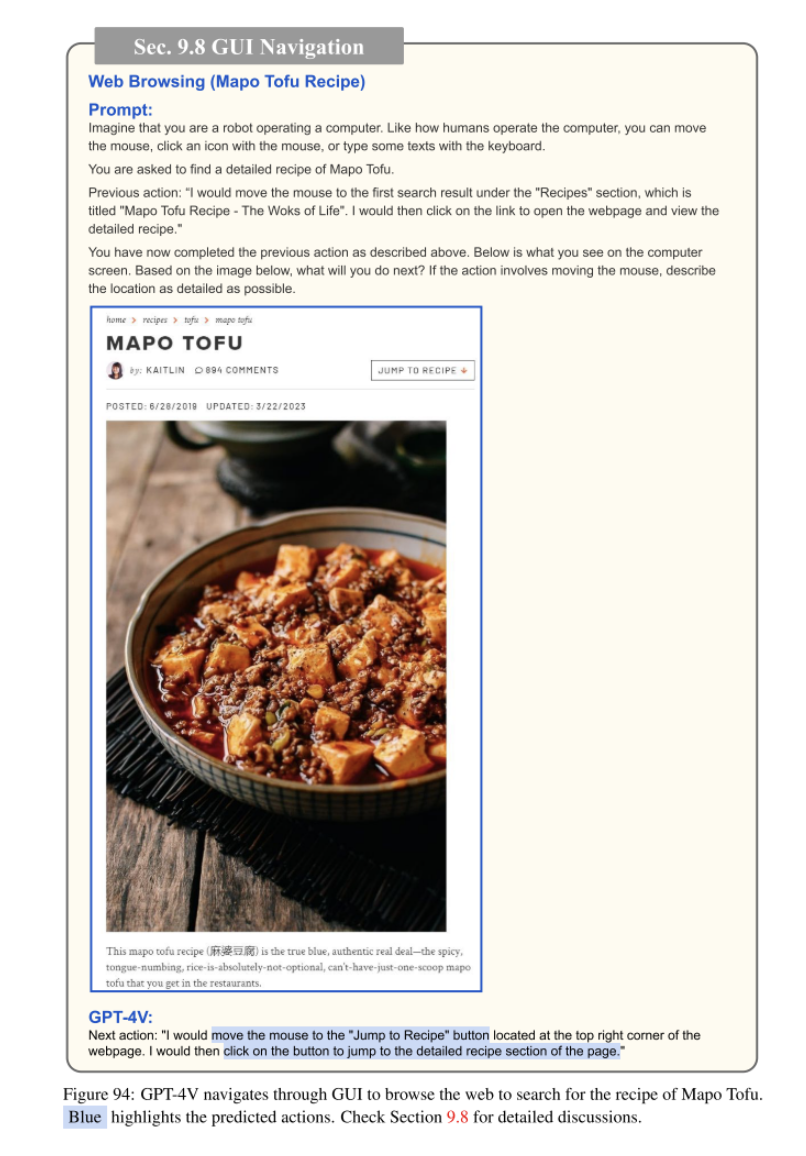 Sec. 9.8 GUI Navigation
Web Browsing (Mapo Tofu Recipe)
Prompt:
Imagine that you are a robot operating a computer. Like how humans operate the computer, you can move
the mouse, click an icon with the mouse, or type some texts with the keyboard.
You are asked to find a detailed recipe of Mapo Tofu.
Previous action: “I would move the mouse to the first search result under the "Recipes" section, which is
titled "Mapo Tofu Recipe - The Woks of Life". I would then click on the link to open the webpage and view the
detailed recipe."
You have now completed the previous action as described above. Below is what you see on the computer
screen. Based on the image below, what will you do next? If the action involves moving the mouse, describe
the location as detailed as possible.
home > recipes > tofu > mapo tofu
MAPO TOFU
by: KAITLIN 894 COMMENTS
JUMP TO RECIPE
POSTED: 6/28/2019 UPDATED: 3/22/2023
This mapo tofu recipe (麻婆豆腐) is the true blue, authentic real deal—the spicy,
tongue-numbing, rice-is-absolutely-not-optional, can't-have-just-one-scoop mapo
tofu that you get in the restaurants.
GPT-4V:
Next action: "I would move the mouse to the "Jump to Recipe" button located at the top right corner of the
webpage. I would then click on the button to jump to the detailed recipe section of the page."
Figure 94: GPT-4V navigates through GUI to browse the web to search for the recipe of Mapo Tofu.
Blue highlights the predicted actions. Check Section 9.8 for detailed discussions.